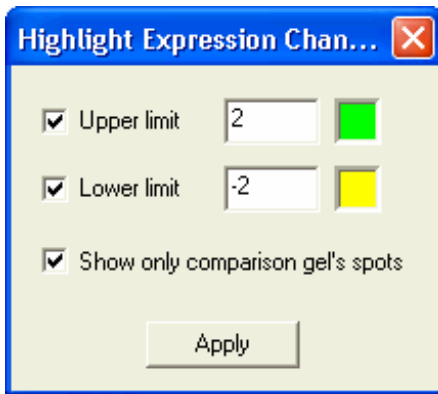 Highlight Expression Chan...
Upper limit 2
Lower limit -2
Show only comparison gel's spots
Apply